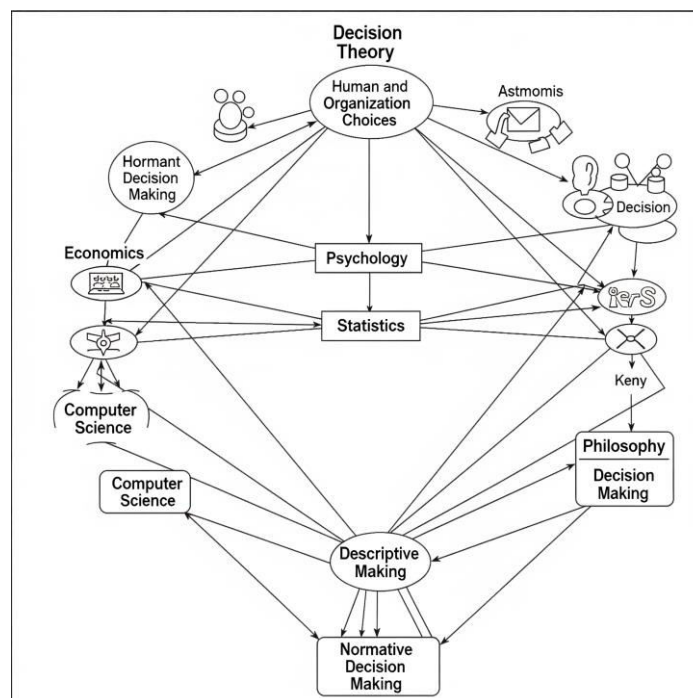 Decision
Theory
Human and
Organization
Choices
Astmomis
Hormant
Decision
Making
Decision
Economics
Psychology
ierS
Statistics
Keny
Computer
Science
Philosophy
Decision
Making
Computer
Science
Descriptive
Making
Normative
Decision
Making